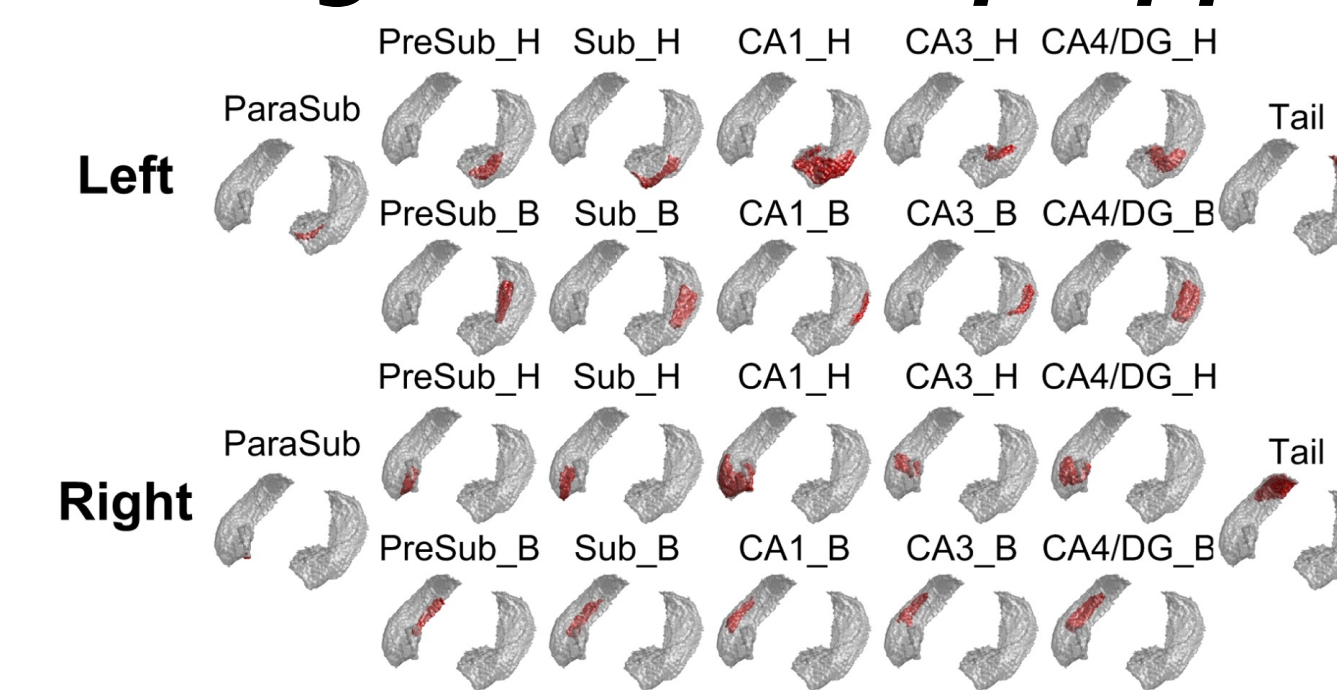 PreSub_H Sub_H CA1_H CA3_H CA4/DG_H
ParaSub
Tail
Left
PreSub_B Sub_B CA1_B CA3_B CA4/DG_B
PreSub_H Sub_H CA1_H CA3_H CA4/DG_H
ParaSub
Tail
Right
PreSub_B Sub_B CA1_B CA3_B CA4/DG_B